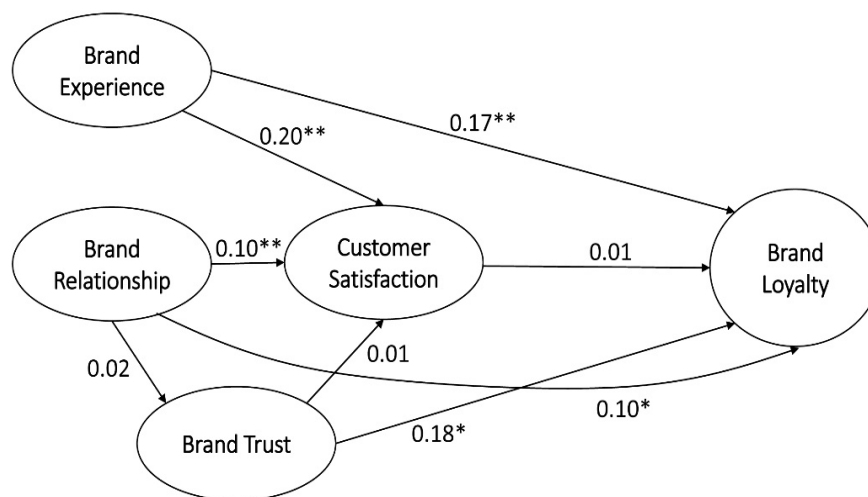 Brand
Experience
0.17**
0.20**
Brand
Relationship
0.10**
Customer
Satisfaction
0.01
Brand
Loyalty
0.02
0.01
Brand Trust
0.18*
0.10*